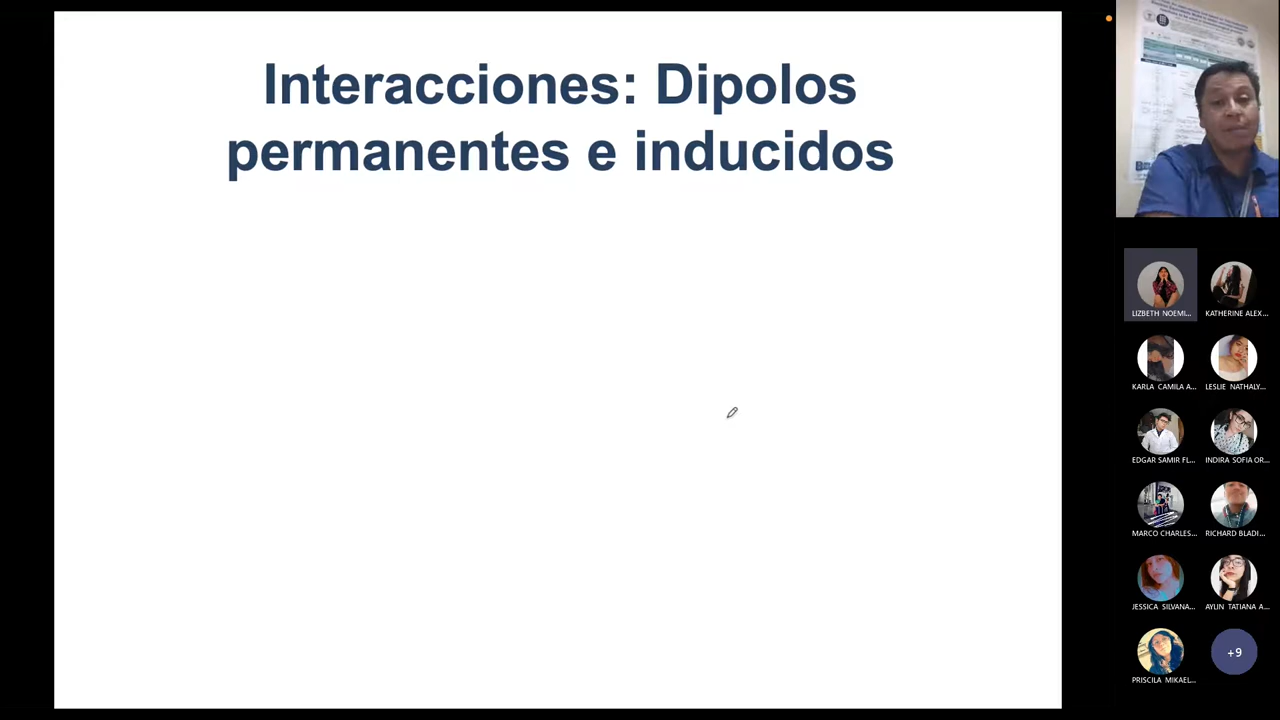 Interacciones: Dipolos
permanentes e inducidos
LIZBETH NOEMI...
KATHERINE ALEX...
KARLA CAMILA A...
LESLIE NATHALY...
EDGAR SAMIR FL...
INDIRA SOFIA OR...
MARCO CHARLES...
RICHARD BLADI...
JESSICA SILVANA...
AYLIN TATIANA A...
PRISCILA MIKAEL...
+9